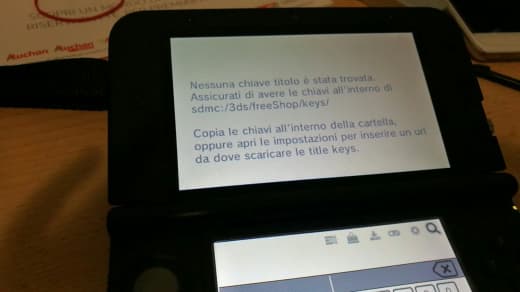 Auchan Auchan
Nessuna chiave titolo è stata trovata.
Assicurati di avere le chiavi all'interno di
sdmc:/3ds/freeShop/keys/
Copia le chiavi all'interno della cartella,
oppure apri le impostazioni per inserire un url
da dove scaricare le title keys.